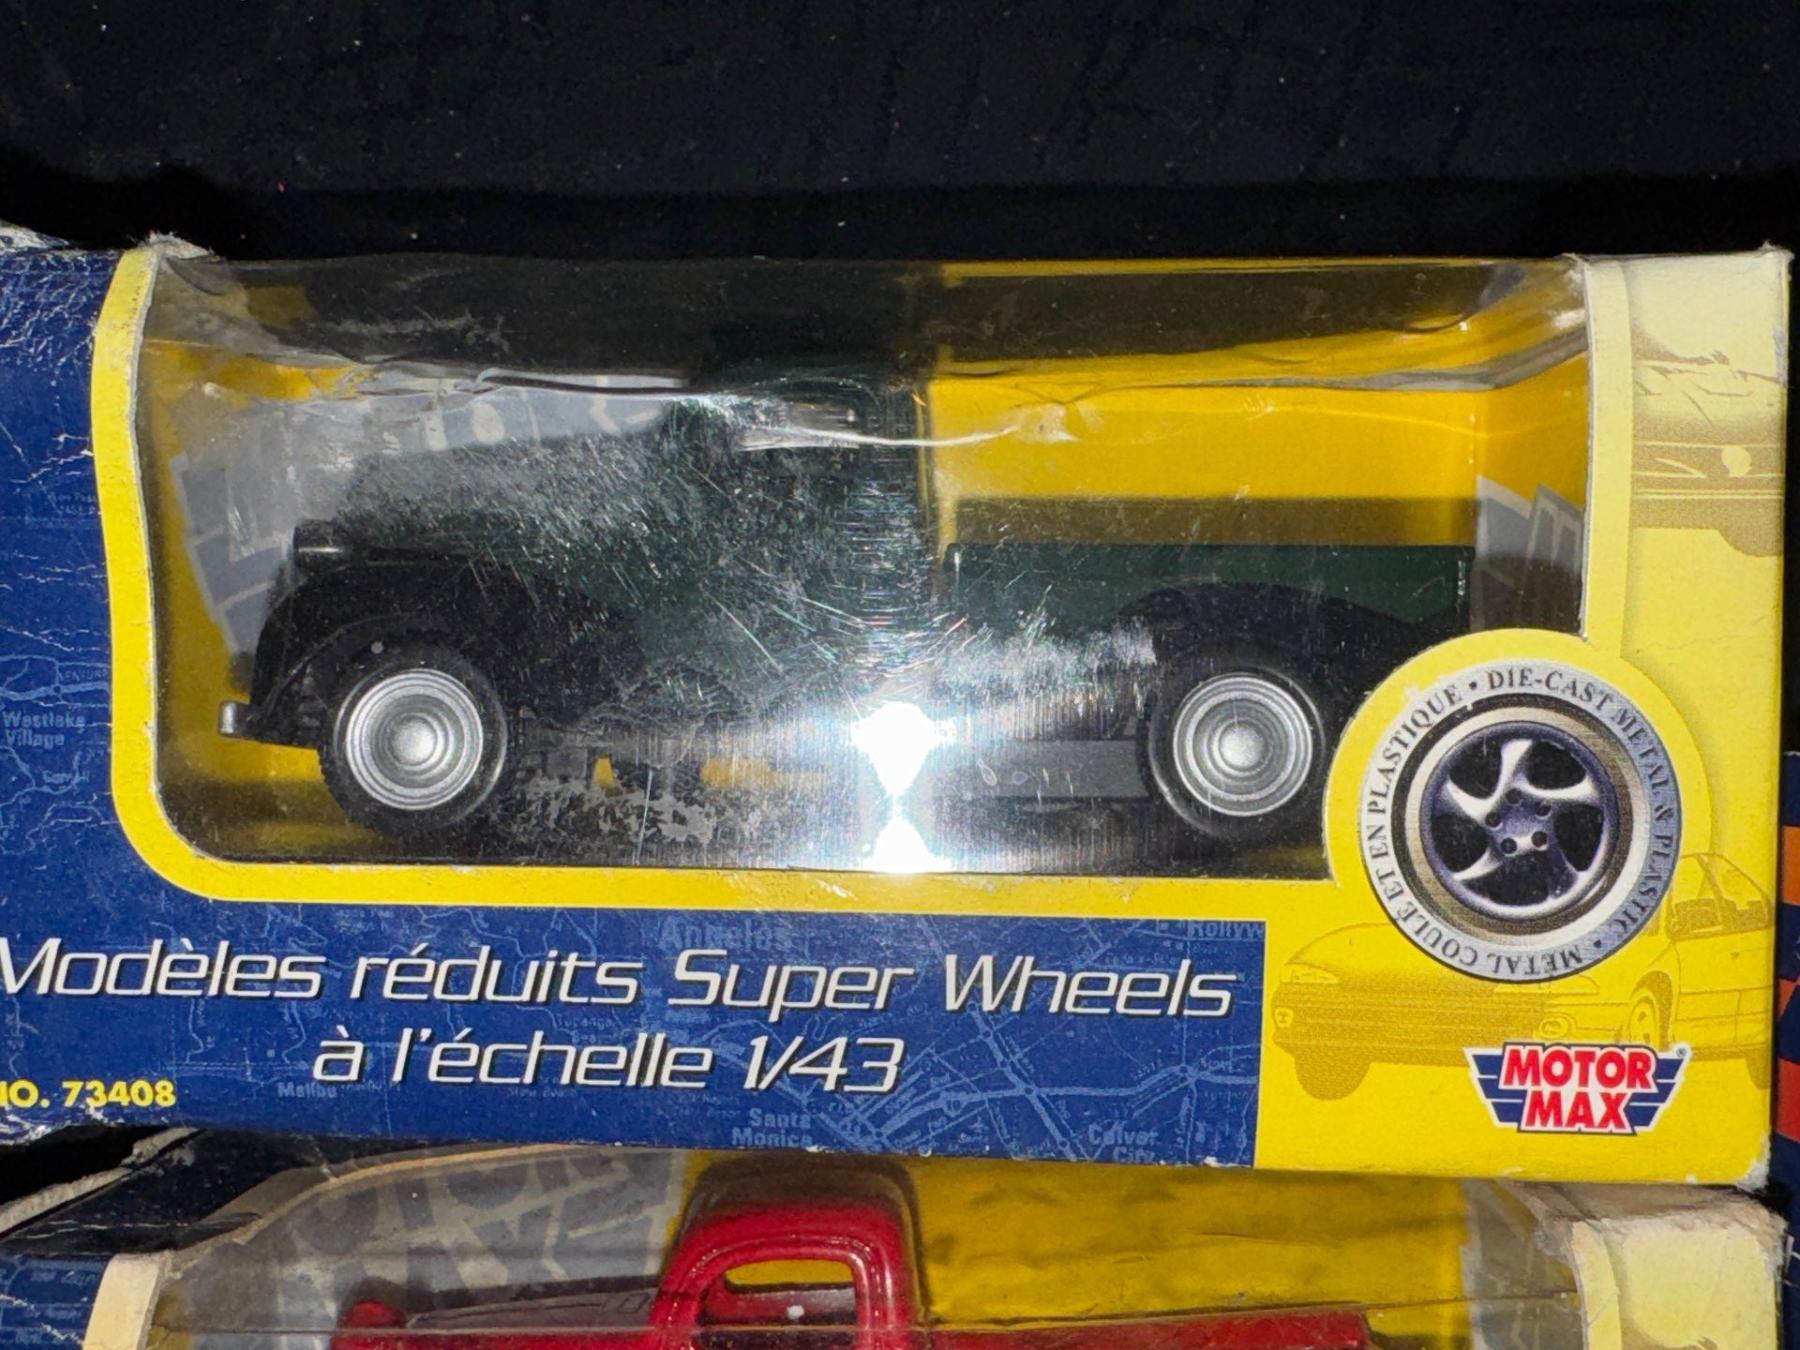 DIE-CAST METAL & PLASTIC • METAL COULE ET EN PLASTIQUE •
VENTURA
Westlake
Village
Modèles réduits Super Wheels
à l'échelle 1/43
NO. 73408
Malibu
Santa
Monica
Culver
City
MOTOR
MAX